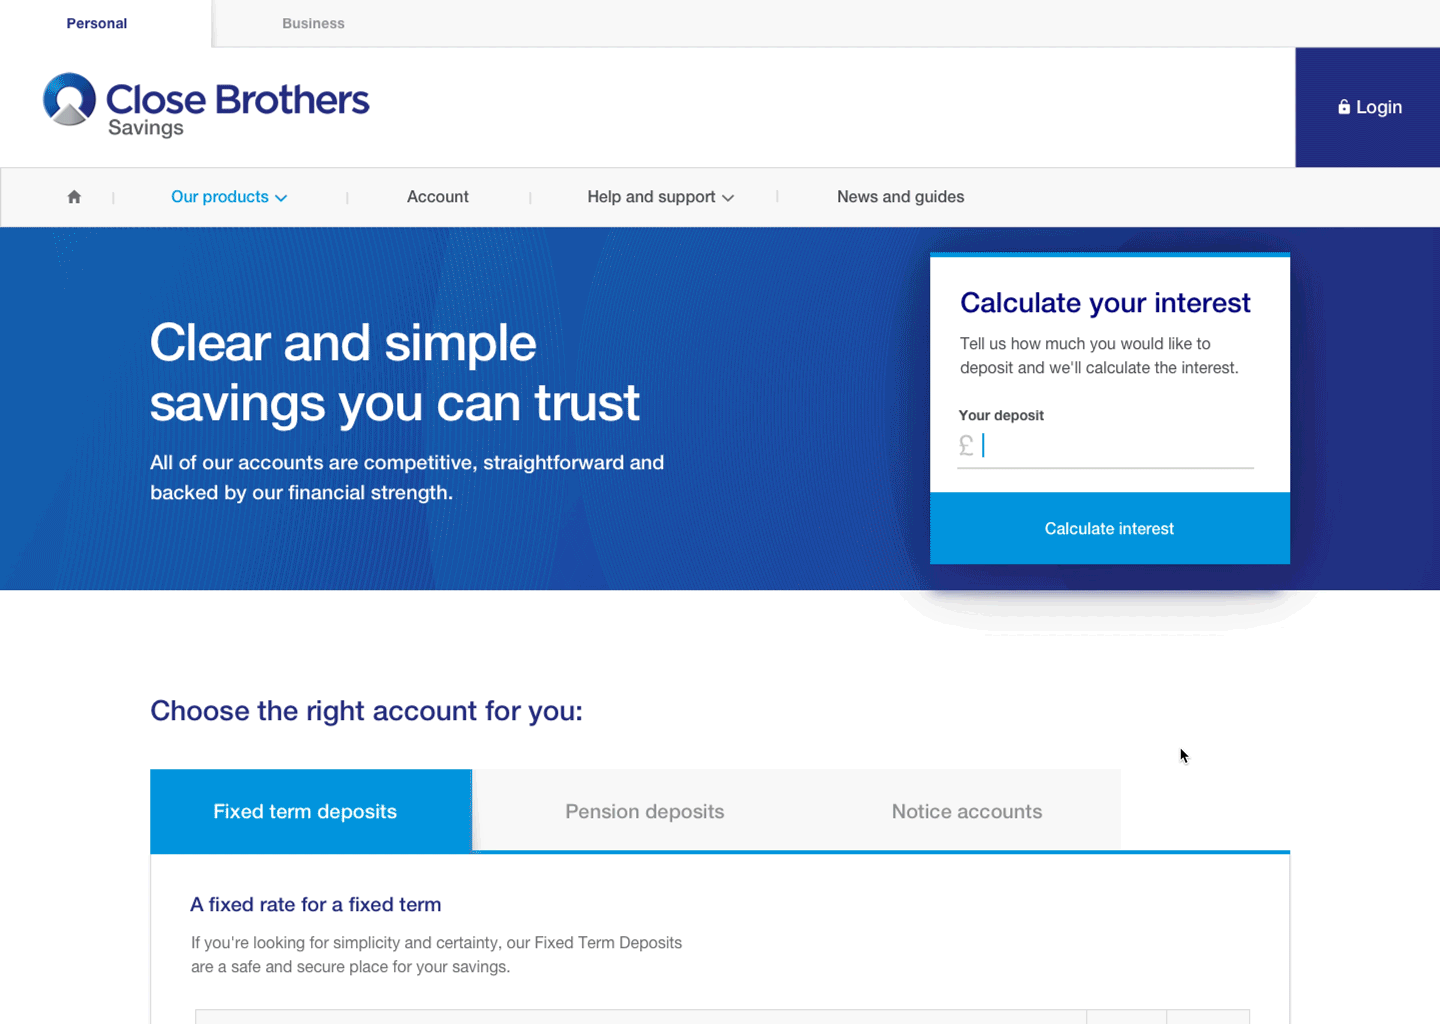 Personal
Business
Close Brothers
Savings
Login
Our products
Account
Help and support
News and guides
Clear and simple
savings you can trust
All of our accounts are competitive, straightforward and
backed by our financial strength.
Calculate your interest
Tell us how much you would like to
deposit and we'll calculate the interest.
Your deposit
£
Calculate interest
Choose the right account for you:
Fixed term deposits
Pension deposits
Notice accounts
A fixed rate for a fixed term
If you're looking for simplicity and certainty, our Fixed Term Deposits
are a safe and secure place for your savings.